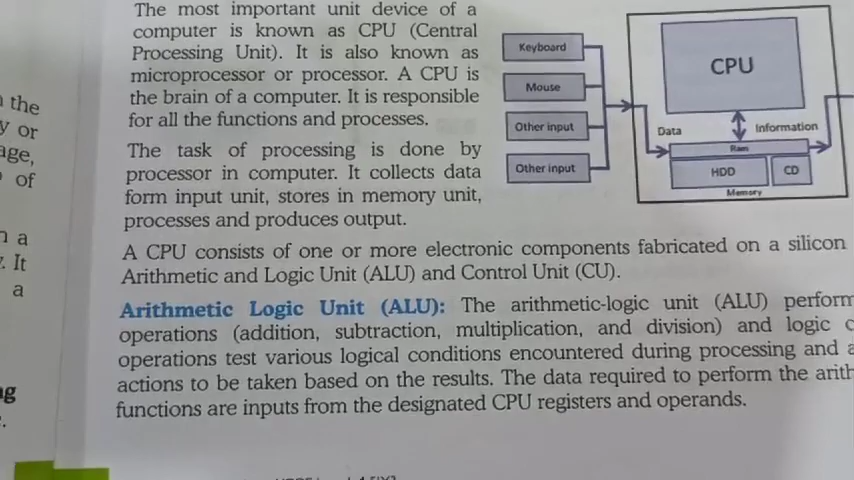 The most important unit device of a
computer is known as CPU (Central
Processing Unit). It is also known as
microprocessor or processor. A CPU is
the brain of a computer. It is responsible
for all the functions and processes.
The task of processing is done by
processor in computer. It collects data
form input unit, stores in memory unit,
processes and produces output.
Keyboard
Mouse
Other input
Other input
CPU
Data
Information
Ram
HDD
CD
Memory
A CPU consists of one or more electronic components fabricated on a silicon
Arithmetic and Logic Unit (ALU) and Control Unit (CU).
Arithmetic Logic Unit (ALU): The arithmetic-logic unit (ALU) perform
operations (addition, subtraction, multiplication, and division) and logic
operations test various logical conditions encountered during processing and
actions to be taken based on the results. The data required to perform the arith
functions are inputs from the designated CPU registers and operands.
the
y or
age,
of
a
. It
a